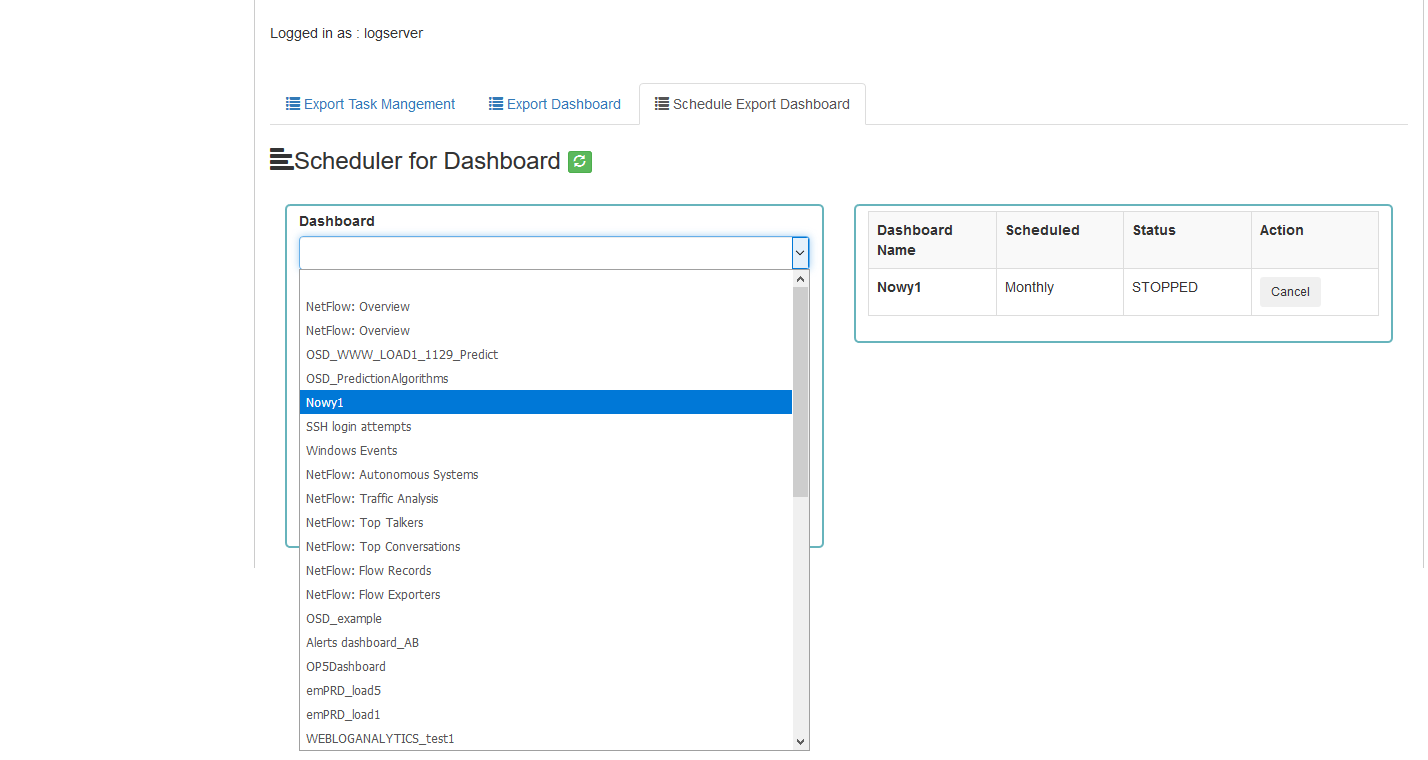 Logged in as : logserver
Export Task Mangement
Export Dashboard
Schedule Export Dashboard
Scheduler for Dashboard
Dashboard
NetFlow: Overview
NetFlow: Overview
OSD_WWW_LOAD1_1129_Predict
OSD_PredictionAlgorithms
Nowy1
SSH login attempts
Windows Events
NetFlow: Autonomous Systems
NetFlow: Traffic Analysis
NetFlow: Top Talkers
NetFlow: Top Conversations
NetFlow: Flow Records
NetFlow: Flow Exporters
OSD_example
Alerts dashboard_AB
OP5Dashboard
emPRD_load5
emPRD_load1
WEBLOGANALYTICS_test1
Dashboard
Name
Scheduled
Status
Action
Nowy1
Monthly
STOPPED
Cancel